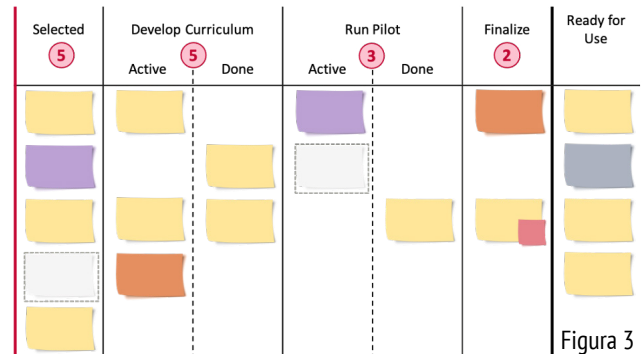 Selected
5
Develop Curriculum
5
Active
Done
Run Pilot
3
Active
Done
Finalize
2
Ready for
Use
Figura 3